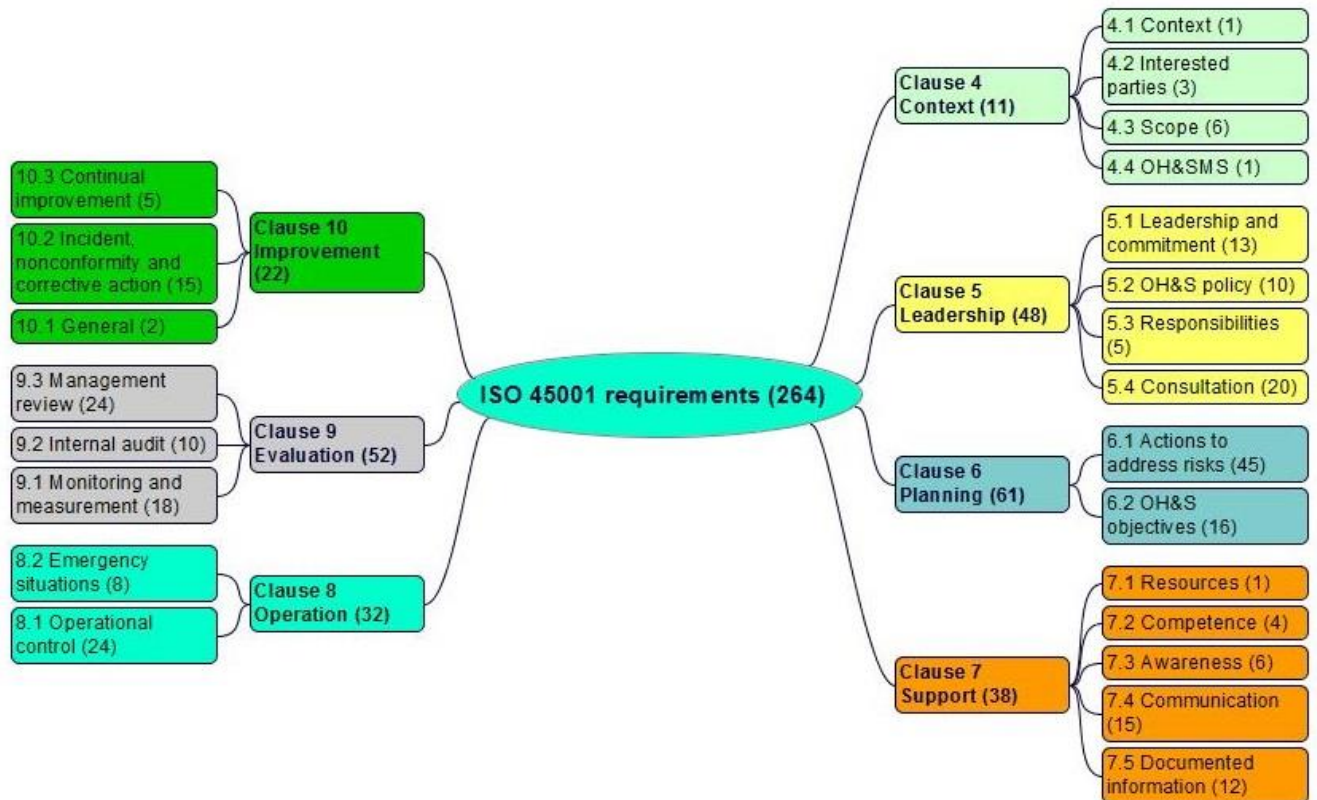 ISO 45001 requirements (264)
Clause 4
Context (11)
4.1 Context (1)
4.2 Interested
parties (3)
4.3 Scope (6)
4.4 OH&SMS (1)
Clause 5
Leadership (48)
5.1 Leadership and
commitment (13)
5.2 OH&S policy (10)
5.3 Responsibilities
(5)
5.4 Consultation (20)
Clause 6
Planning (61)
6.1 Actions to
address risks (45)
6.2 OH&S
objectives (16)
Clause 7
Support (38)
7.1 Resources (1)
7.2 Competence (4)
7.3 Awareness (6)
7.4 Communication
(15)
7.5 Documented
information (12)
Clause 8
Operation (32)
8.2 Emergency
situations (8)
8.1 Operational
control (24)
Clause 9
Evaluation (52)
9.3 Management
review (24)
9.2 Internal audit (10)
9.1 Monitoring and
measurement (18)
Clause 10
Improvement
(22)
10.3 Continual
improvement (5)
10.2 Incident,
nonconformity and
corrective action (15)
10.1 General (2)